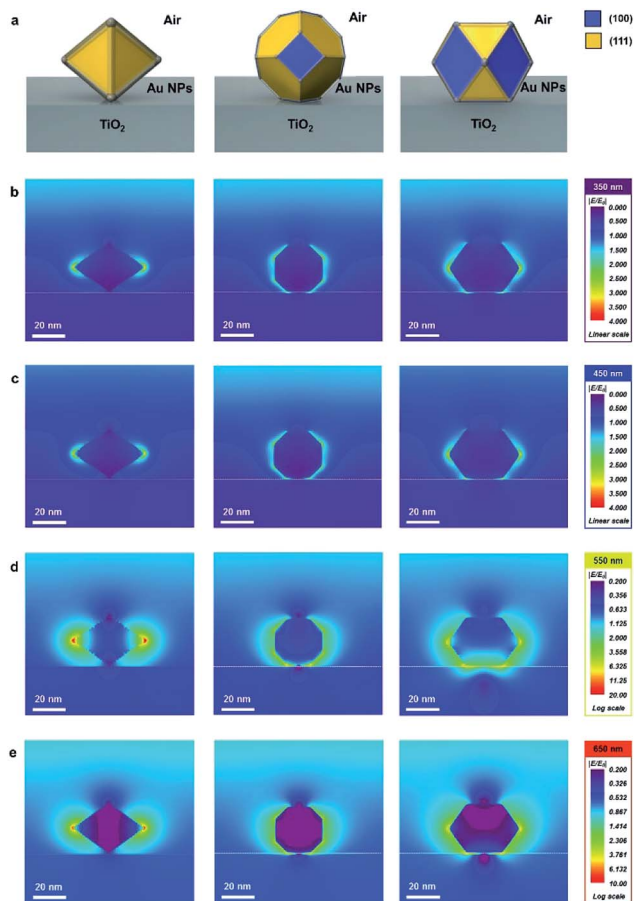 a
Air
Air
Air
(100)
(111)
Au NPs
Au NPs
Au NPs
TiO2
TiO2
TiO2
b
350 nm
|E/E0|
0.000
0.500
1.000
1.500
2.000
2.500
3.000
3.500
4.000
Linear scale
20 nm
20 nm
20 nm
c
450 nm
|E/E0|
0.000
0.500
1.000
1.500
2.000
2.500
3.000
3.500
4.000
Linear scale
20 nm
20 nm
20 nm
d
550 nm
|E/E0|
0.200
0.356
0.633
1.125
2.000
3.558
6.325
11.25
20.00
Log scale
20 nm
20 nm
20 nm
e
650 nm
|E/E0|
0.200
0.326
0.532
0.867
1.414
2.306
3.761
6.132
10.00
Log scale
20 nm
20 nm
20 nm